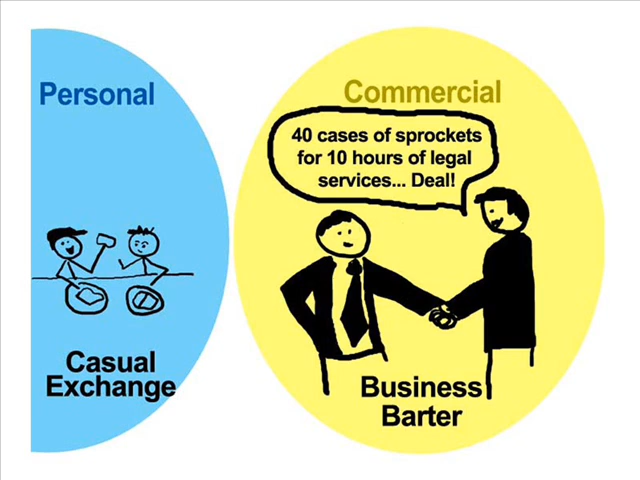 Personal
Casual
Exchange
Commercial
40 cases of sprockets
for 10 hours of legal
services... Deal!
Business
Barter